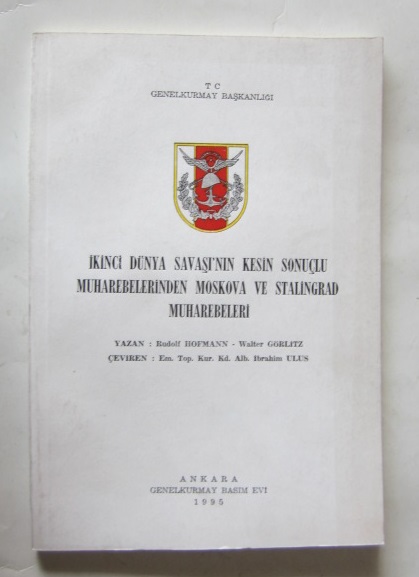 T C
GENELKURMAY BAŞKANLIĞI
İKİNCİ DÜNYA SAVAŞI'NIN KESİN SONUÇLU
MUHAREBELERİNDEN MOSKOVA VE STALİNGRAD
MUHAREBELERİ
YAZAN : Rudolf HOFMANN - Walter GÖRLITZ
ÇEVİREN : Em. Top. Kur. Kd. Alb. İbrahim ULUS
ANKARA
GENELKURMAY BASIM EVİ
1995